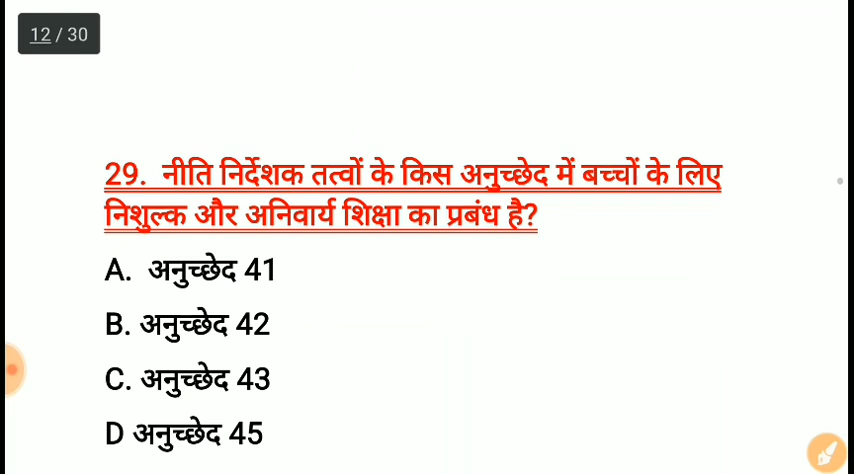 12 / 30
29. नीति निर्देशक तत्वों के किस अनुच्छेद में बच्चों के लिए
निशुल्क और अनिवार्य शिक्षा का प्रबंध है?
A. अनुच्छेद 41
B. अनुच्छेद 42
C. अनुच्छेद 43
D अनुच्छेद 45